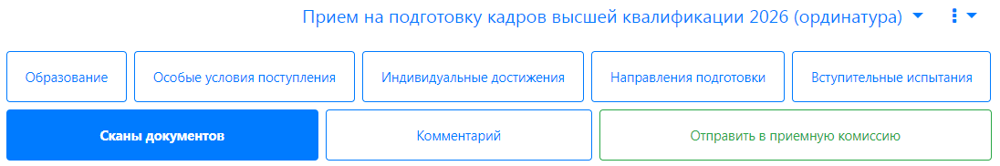 Прием на подготовку кадров высшей квалификации 2026 (ординатура)
Образование Особые условия поступления Индивидуальные достижения Направления подготовки Вступительные испытания
Сканы документов Комментарий Отправить в приемную комиссию